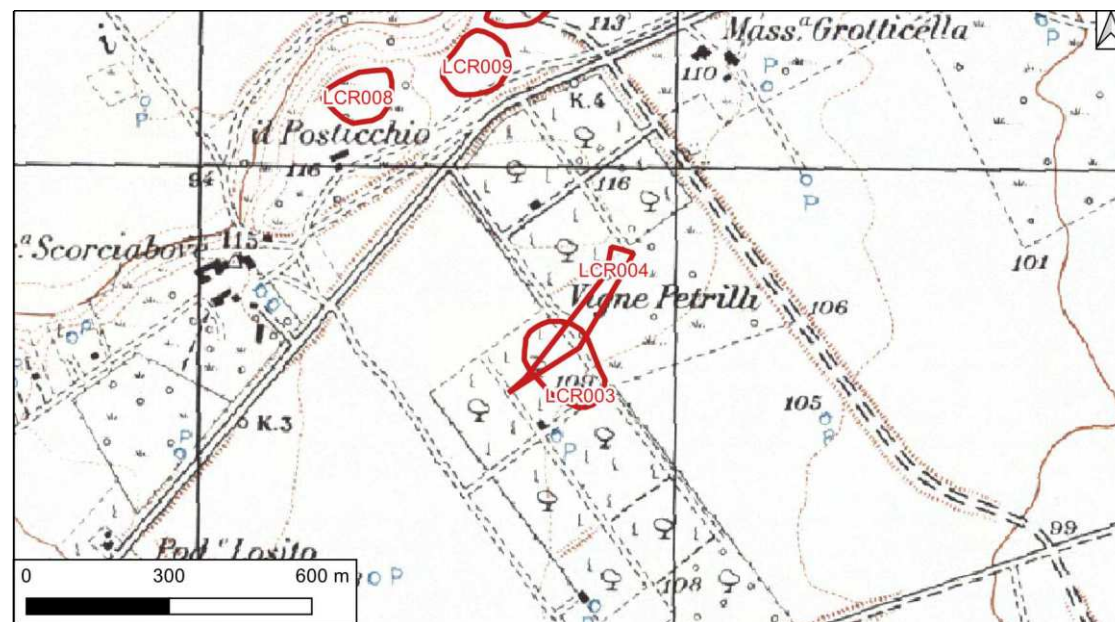 113
Mass.ª Grotticella
P
LCR009
110
P
LCR008
K.4
P
il Posticchio
94
116
116
P
115
.ª Scorciabove
101
LCR004
Vigne Petrilli
106
P
109
LCR003
105
P
K.3
P
P
99
Pod.e Losito
P
108
P
0 300 600 m